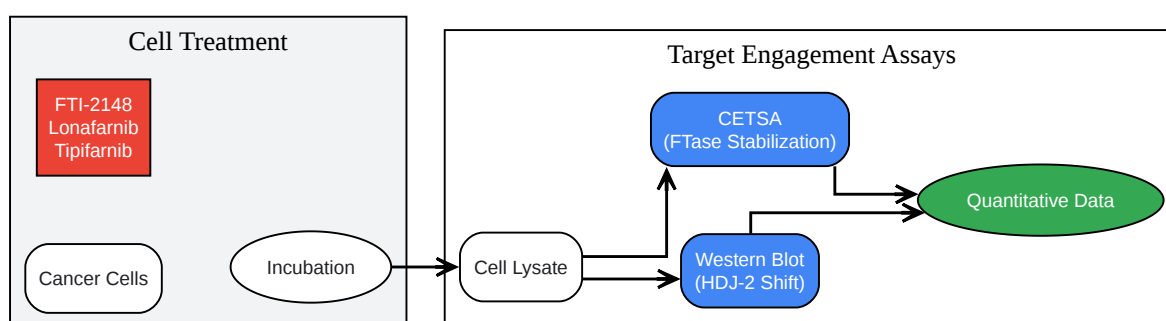 Cell Treatment
FTI-2148
Lonafarnib
Tipifarnib
Cancer Cells
Incubation
Target Engagement Assays
CETSA
(FTase Stabilization)
Cell Lysate
Western Blot
(HDJ-2 Shift)
Quantitative Data